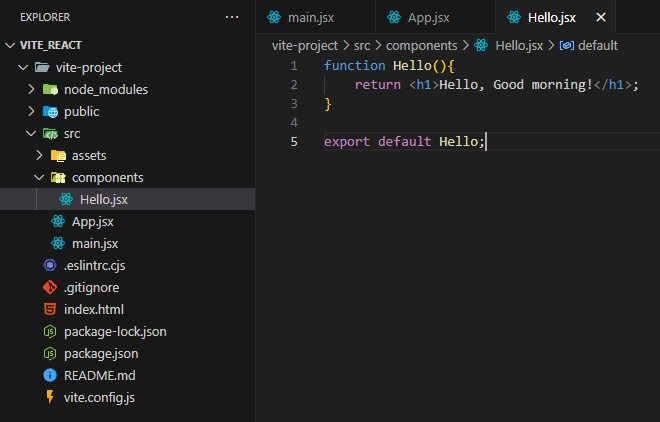 EXPLORER
VITE_REACT
vite-project
node_modules
public
src
assets
components
Hello.jsx
App.jsx
main.jsx
.eslintrc.cjs
.gitignore
index.html
package-lock.json
package.json
README.md
vite.config.js
main.jsx App.jsx Hello.jsx
vite-project > src > components > Hello.jsx > default
1 function Hello(){
2 return <h1>Hello, Good morning!</h1>;
3 }
4
5 export default Hello;